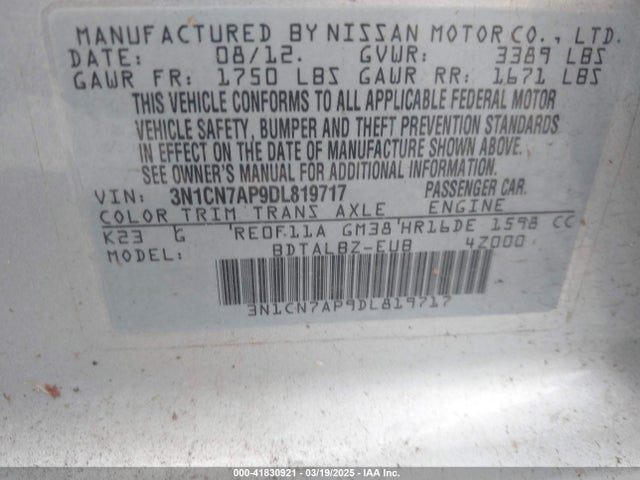 MANUFACTURED BY NISSAN MOTOR CO., LTD.
DATE: 08/12. GVWR: 3389 LBS
GAWR FR: 1750 LBS GAWR RR: 1671 LBS
THIS VEHICLE CONFORMS TO ALL APPLICABLE FEDERAL MOTOR
VEHICLE SAFETY, BUMPER AND THEFT PREVENTION STANDARDS
IN EFFECT ON THE DATE OF MANUFACTURE SHOWN ABOVE.
SEE OWNER'S MANUAL FOR ADDITIONAL INFORMATION.
VIN: 3N1CN7AP9DL819717 PASSENGER CAR.
COLOR TRIM TRANS AXLE ENGINE
K23 G RE0F11A GM38 HR16DE 1598 CC
MODEL: BDTALBZ-EUB 4Z000
3N1CN7AP9DL819717
000-41830921 | 03/19/2025 | IAA Inc.